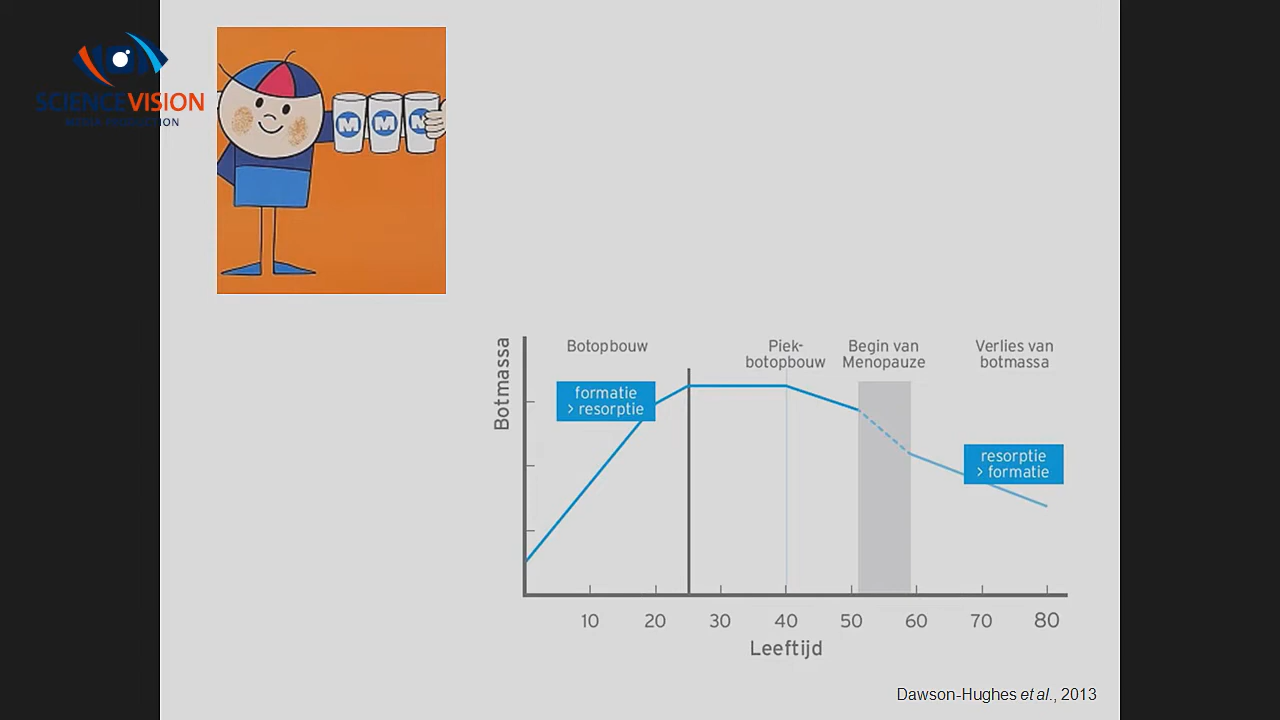 SCIENCEVISION
M M M
Botopbouw
Piek-
botopbouw
Begin van
Menopauze
Verlies van
botmassa
formatie
> resorptie
resorptie
> formatie
Botmassa
10 20 30 40 50 60 70 80
Leeftijd
Dawson-Hughes et al., 2013